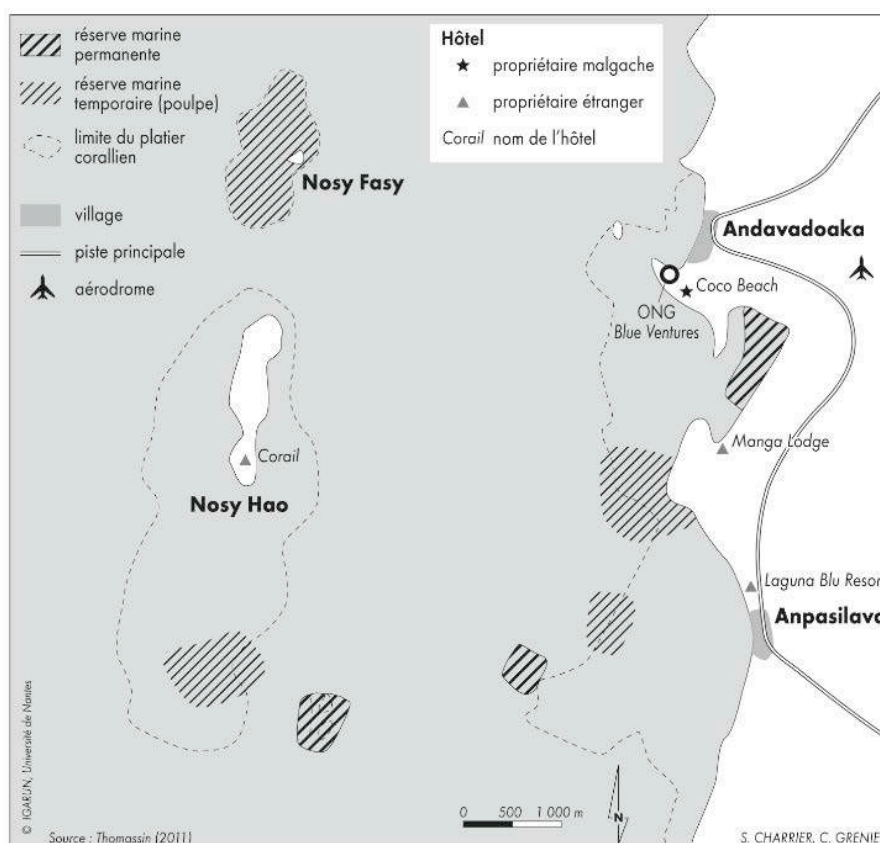 réserve marine
permanente
réserve marine
temporaire (poulpe)
limite du platier
corallien
village
piste principale
aérodrome
Hôtel
propriétaire malgache
propriétaire étranger
Corail nom de l'hôtel
Nosy Fasy
Andavadoaka
Coco Beach
ONG
Blue Ventures
Manga Lodge
Corail
Nosy Hao
Laguna Blu Resor
Anpasilava
0 500 1 000 m
N
© IGARUN, Université de Nantes
Source : Thomassin (2011)
S. CHARRIER, C. GRENIE